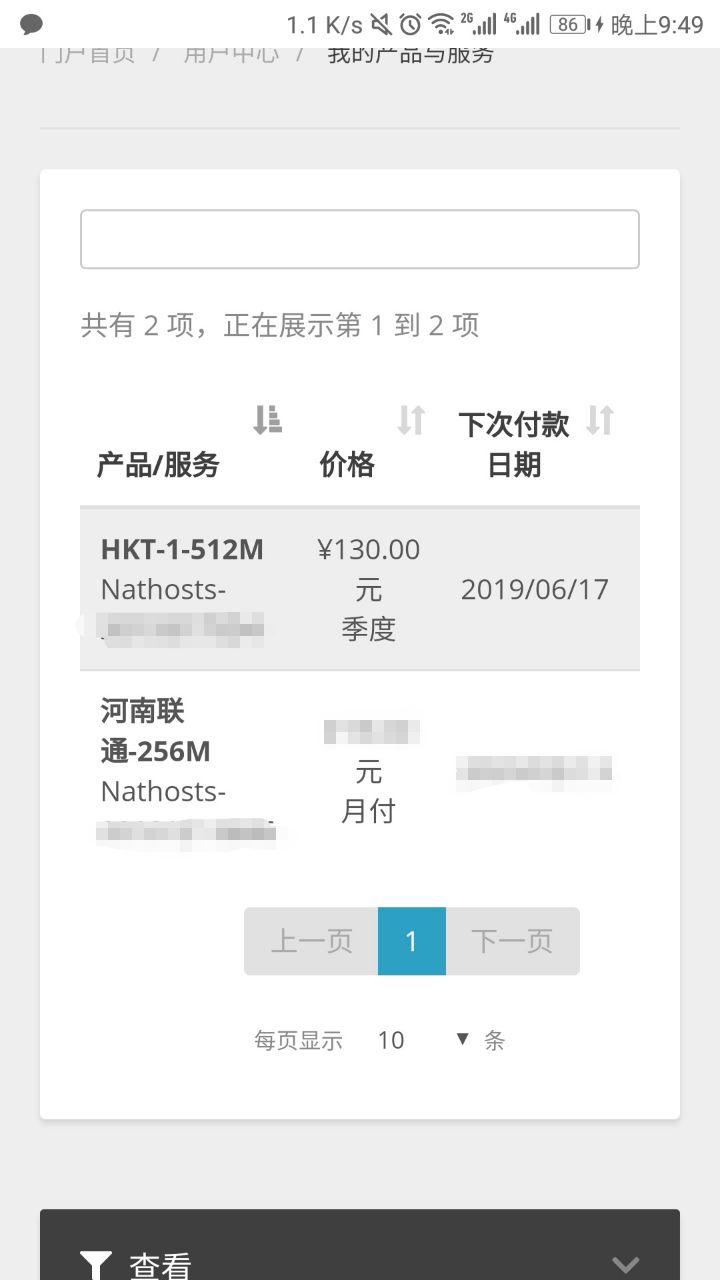 1.1 K/s 2G 4G 86 晚上9:49
门户首页 / 用户中心 / 我的产品与服务
共有 2 项，正在展示第 1 到 2 项
产品/服务 价格 下次付款
日期
HKT-1-512M ¥130.00
Nathosts- 元 2019/06/17
季度
河南联
通-256M
元
Nathosts-
月付
上一页 1 下一页
每页显示 10 ▼ 条
查看